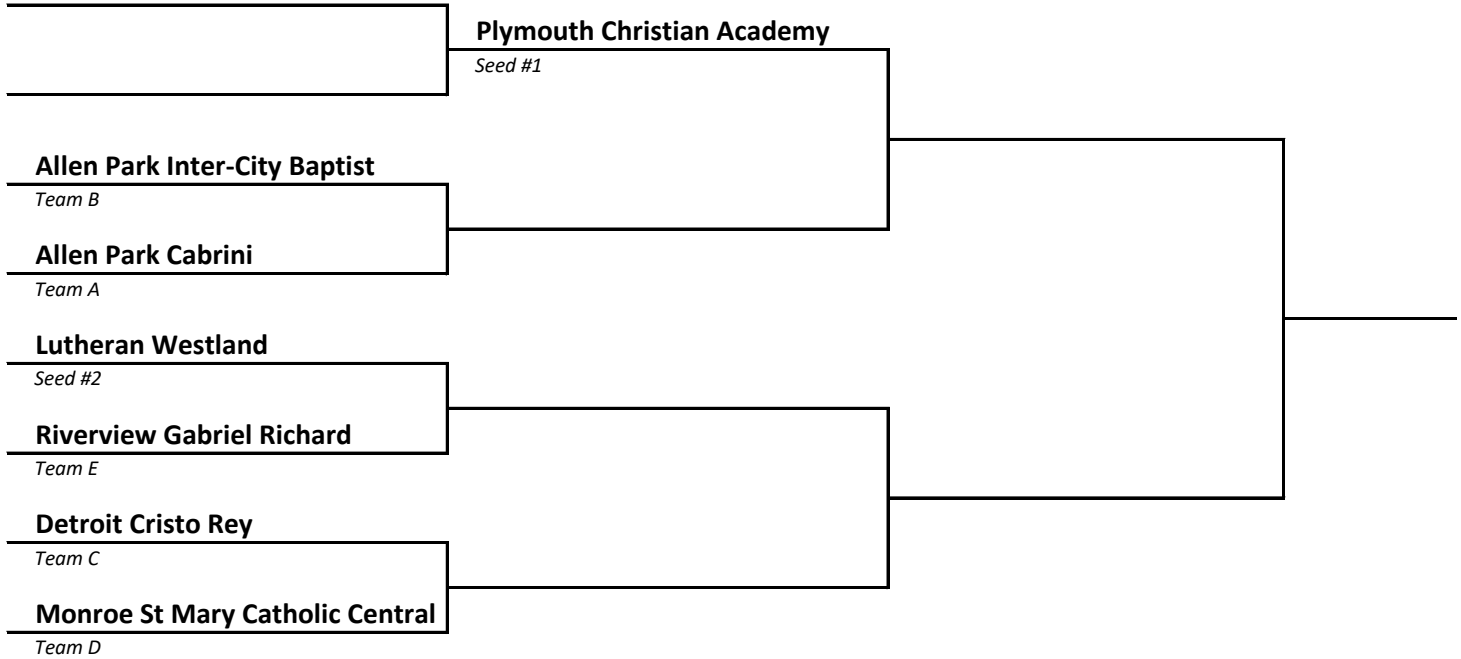 Plymouth Christian Academy
Seed #1
Allen Park Inter-City Baptist
Team B
Allen Park Cabrini
Team A
Lutheran Westland
Seed #2
Riverview Gabriel Richard
Team E
Detroit Cristo Rey
Team C
Monroe St Mary Catholic Central
Team D